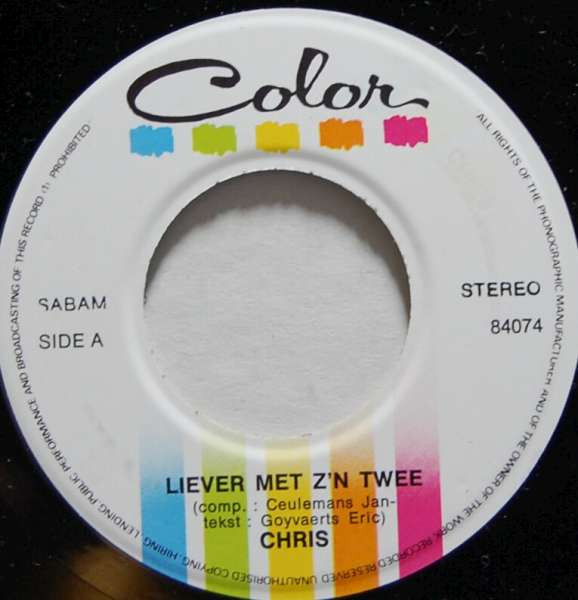 Color
ALL RIGHTS OF THE PHONOGRAPHIC MANUFACTURER AND OF THE OWNER OF THE WORK RECORDED RESERVED UNAUTHORISED COPYING-HIRING, LENDING PUBLIC PERFORMANCE AND BROADCASTING OF THIS RECORD PROHIBITED
SABAM
SIDE A
STEREO
84074
LIEVER MET Z'N TWEE
(comp. : Ceulemans Jan-
tekst : Goyvaerts Eric)
CHRIS